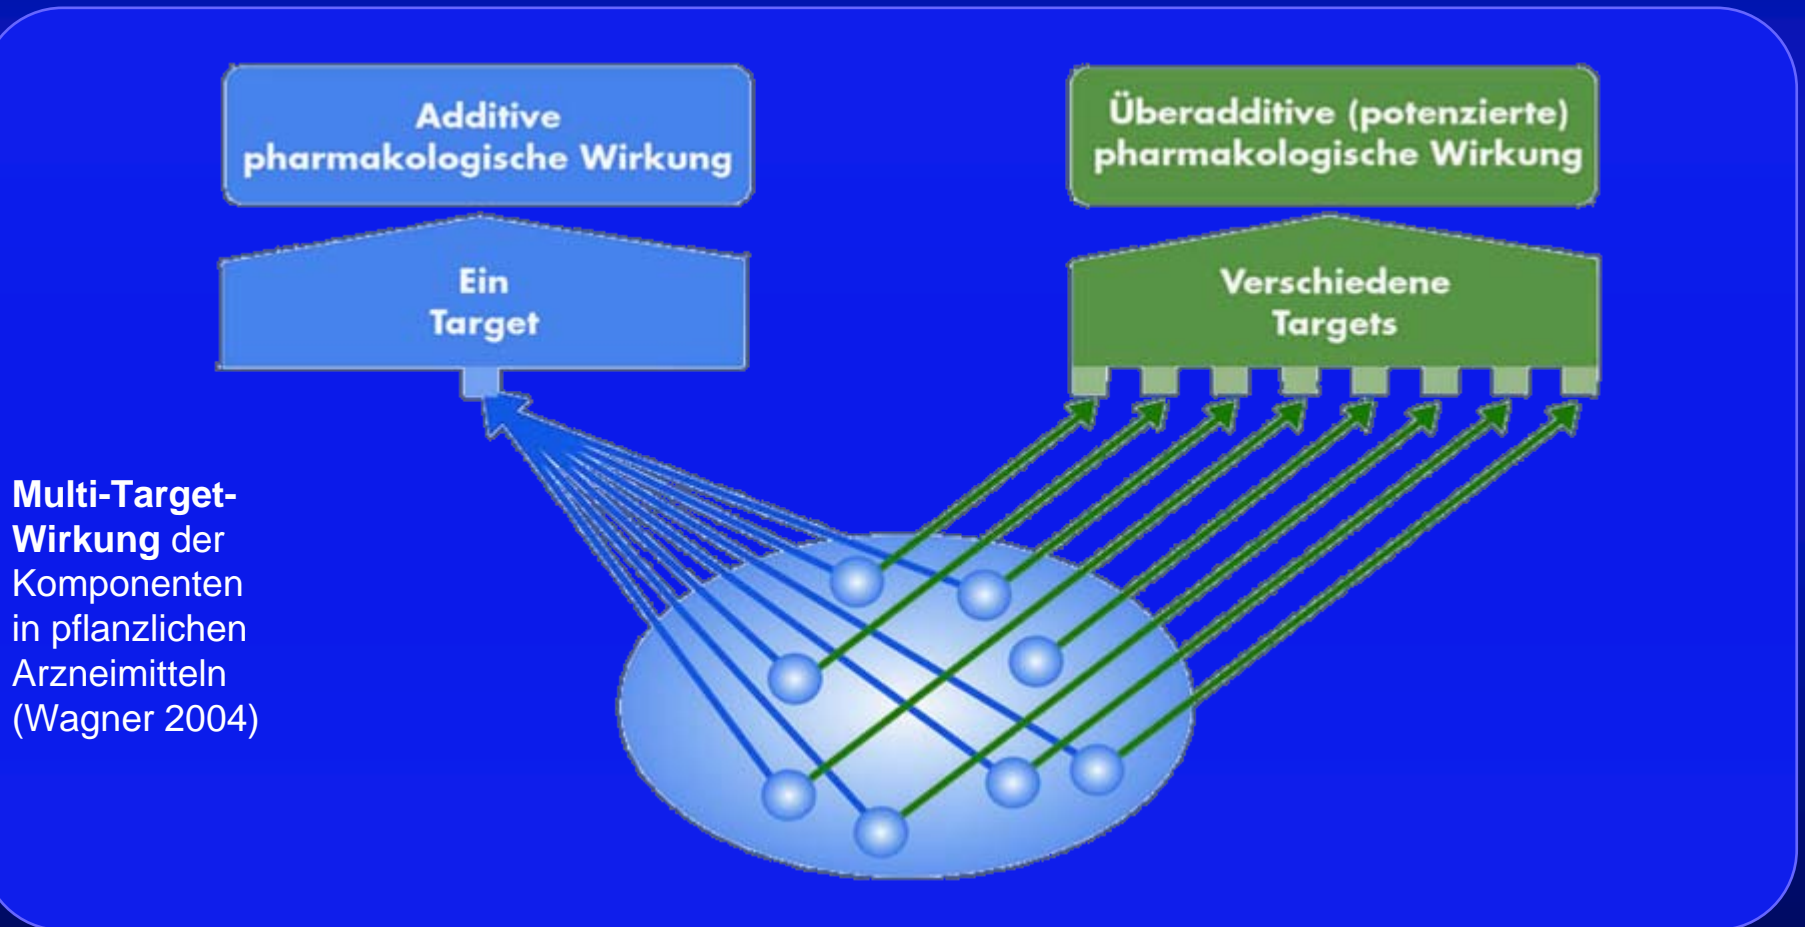 Additive
pharmakologische Wirkung
Überadditive (potenzierte)
pharmakologische Wirkung
Ein
Target
Verschiedene
Targets
Multi-Target-
Wirkung der
Komponenten
in pflanzlichen
Arzneimitteln
(Wagner 2004)